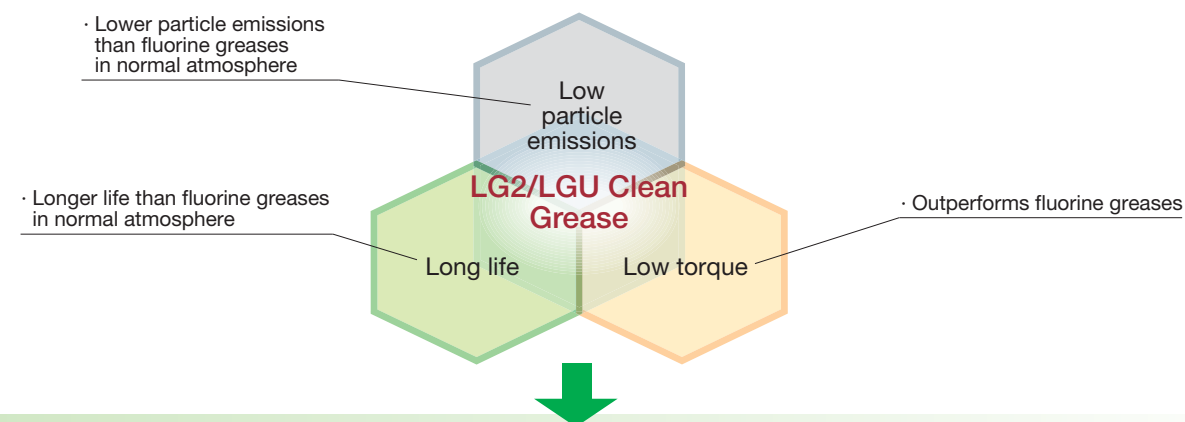 · Lower particle emissions
than fluorine greases
in normal atmosphere
Low
particle
emissions
LG2/LGU Clean
Grease
· Longer life than fluorine greases
in normal atmosphere
· Outperforms fluorine greases
Long life
Low torque